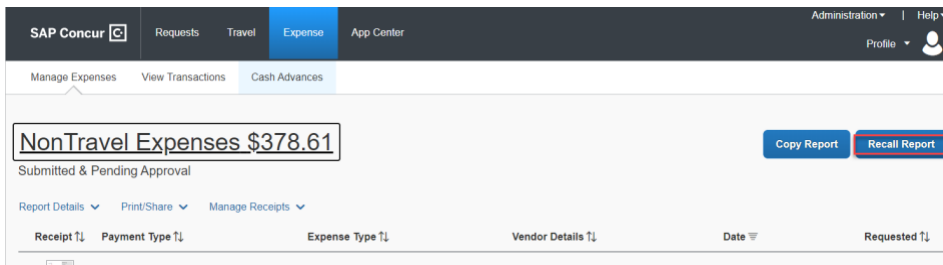 Administration | Help
SAP Concur C Requests Travel Expense App Center
Profile
Manage Expenses View Transactions Cash Advances
NonTravel Expenses $378.61
Copy Report Recall Report
Submitted & Pending Approval
Report Details Print/Share Manage Receipts
Receipt Payment Type Expense Type Vendor Details Date Requested